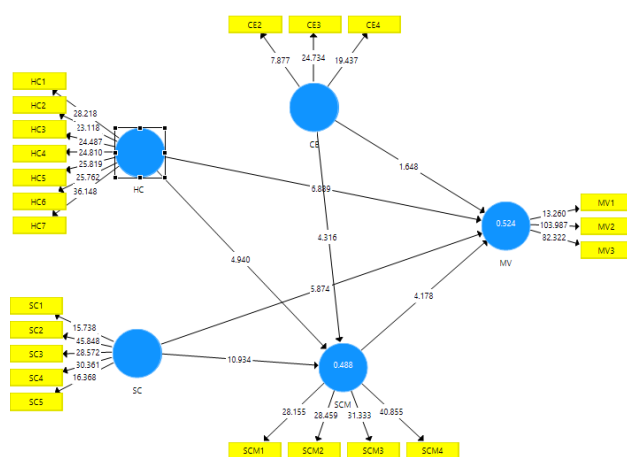 CE2
CE3
CE4
7.877
24.734
19.437
CE
HC1
HC2
HC3
HC4
HC5
HC6
HC7
28.218
23.118
24.487
24.810
25.819
25.762
36.148
HC
1.648
6.889
4.316
4.940
5.874
4.178
10.934
0.524
MV
13.260
103.987
82.322
MV1
MV2
MV3
SC1
SC2
SC3
SC4
SC5
15.738
45.848
28.572
30.361
16.368
SC
0.488
SCM
28.155
28.459
31.333
40.855
SCM1
SCM2
SCM3
SCM4